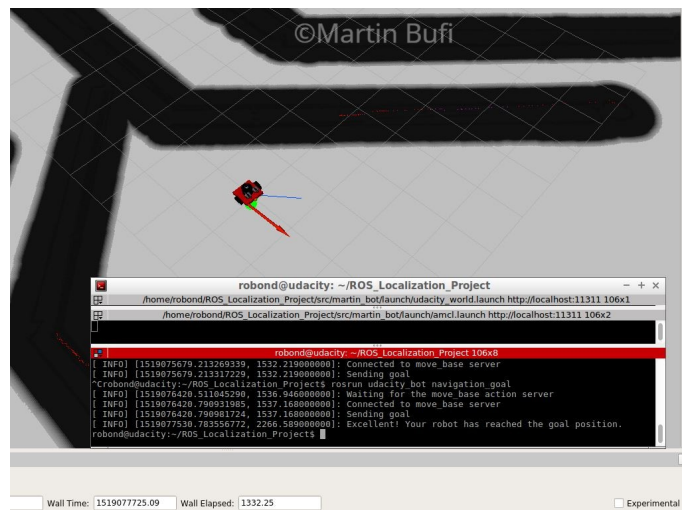 ©Martin Bufi
robond@udacity: ~/ROS_Localization_Project
/home/robond/ROS_Localization_Project/src/martin_bot/launch/udacity_world.launch http://localhost:11311 106x1
/home/robond/ROS_Localization_Project/src/martin_bot/launch/amcl.launch http://localhost:11311 106x2
robond@udacity: ~/ROS_Localization_Project 106x8
[ INFO] [1519075679.213269339, 1532.219000000]: Connected to move_base server
[ INFO] [1519075679.213317229, 1532.219000000]: Sending goal
^Crobond@udacity:~/ROS_Localization_Project$ rosrun udacity_bot navigation_goal
[ INFO] [1519076420.511045290, 1536.946000000]: Waiting for the move_base action server
[ INFO] [1519076420.790931985, 1537.168000000]: Connected to move_base server
[ INFO] [1519076420.790981724, 1537.168000000]: Sending goal
[ INFO] [1519077530.783556772, 2266.589000000]: Excellent! Your robot has reached the goal position.
robond@udacity:~/ROS_Localization_Project$
Wall Time: 1519077725.09 Wall Elapsed: 1332.25 Experimental